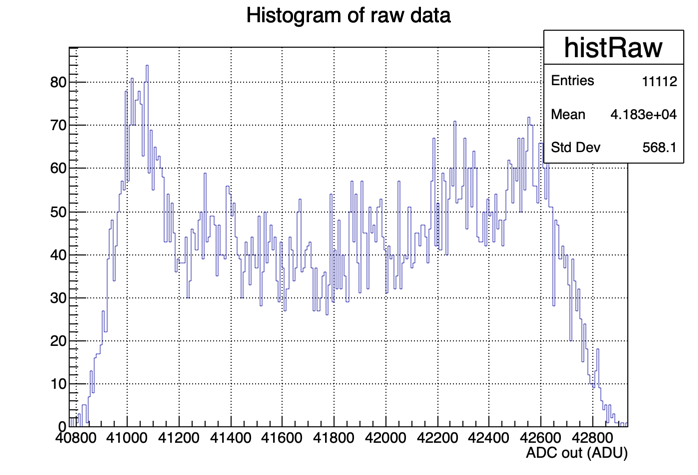 Histogram of raw data
histRaw
Entries 11112
Mean 4.183e+04
Std Dev 568.1
80
70
60
50
40
30
20
10
0
40800 41000 41200 41400 41600 41800 42000 42200 42400 42600 42800
ADC out (ADU)